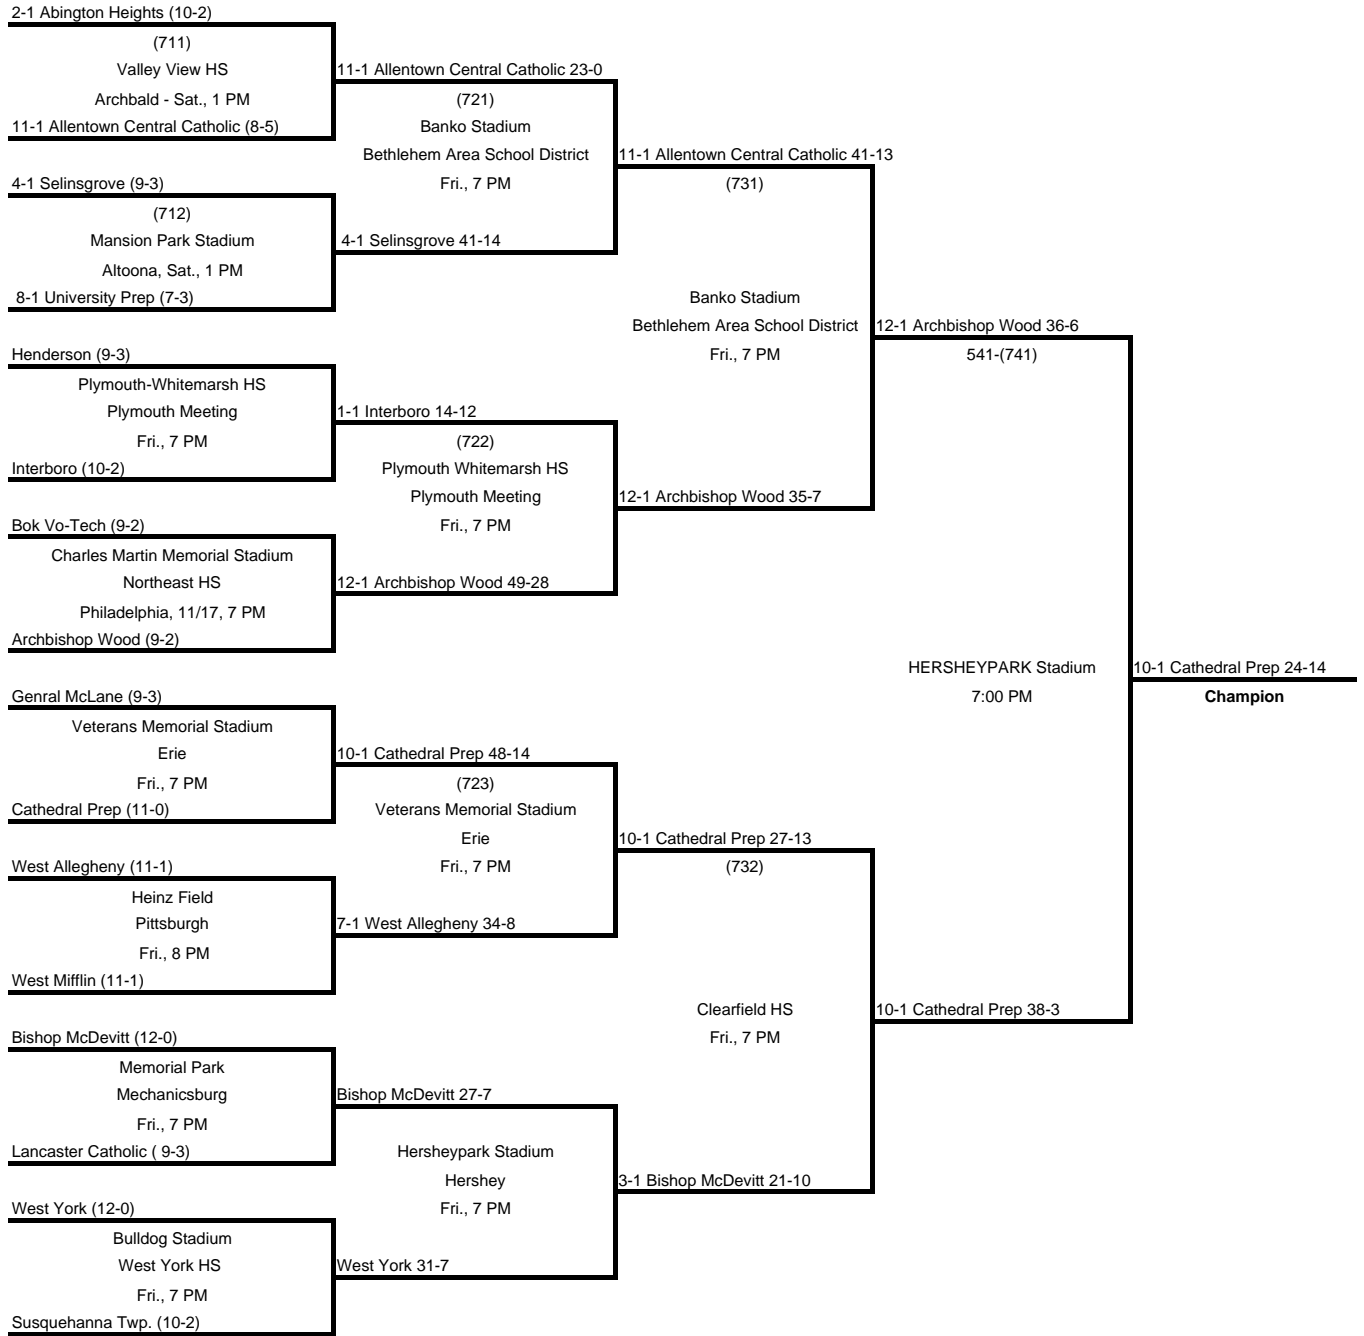 2-1 Abington Heights (10-2)
(711)
Valley View HS
Archbald - Sat., 1 PM
11-1 Allentown Central Catholic (8-5)
4-1 Selinsgrove (9-3)
(712)
Mansion Park Stadium
Altoona, Sat., 1 PM
8-1 University Prep (7-3)
Henderson (9-3)
Plymouth-Whitemarsh HS
Plymouth Meeting
Fri., 7 PM
Interboro (10-2)
Bok Vo-Tech (9-2)
Charles Martin Memorial Stadium
Northeast HS
Philadelphia, 11/17, 7 PM
Archbishop Wood (9-2)
Genral McLane (9-3)
Veterans Memorial Stadium
Erie
Fri., 7 PM
Cathedral Prep (11-0)
West Allegheny (11-1)
Heinz Field
Pittsburgh
Fri., 8 PM
West Mifflin (11-1)
Bishop McDevitt (12-0)
Memorial Park
Mechanicsburg
Fri., 7 PM
Lancaster Catholic ( 9-3)
West York (12-0)
Bulldog Stadium
West York HS
Fri., 7 PM
Susquehanna Twp. (10-2)
11-1 Allentown Central Catholic 23-0
(721)
Banko Stadium
Bethlehem Area School District
Fri., 7 PM
4-1 Selinsgrove 41-14
1-1 Interboro 14-12
(722)
Plymouth Whitemarsh HS
Plymouth Meeting
Fri., 7 PM
12-1 Archbishop Wood 49-28
10-1 Cathedral Prep 48-14
(723)
Veterans Memorial Stadium
Erie
Fri., 7 PM
7-1 West Allegheny 34-8
Bishop McDevitt 27-7
Hersheypark Stadium
Hershey
Fri., 7 PM
West York 31-7
11-1 Allentown Central Catholic 41-13
(731)
Banko Stadium
Bethlehem Area School District
Fri., 7 PM
12-1 Archbishop Wood 35-7
10-1 Cathedral Prep 27-13
(732)
Clearfield HS
Fri., 7 PM
3-1 Bishop McDevitt 21-10
12-1 Archbishop Wood 36-6
541-(741)
HERSHEYPARK Stadium
7:00 PM
10-1 Cathedral Prep 38-3
10-1 Cathedral Prep 24-14
Champion